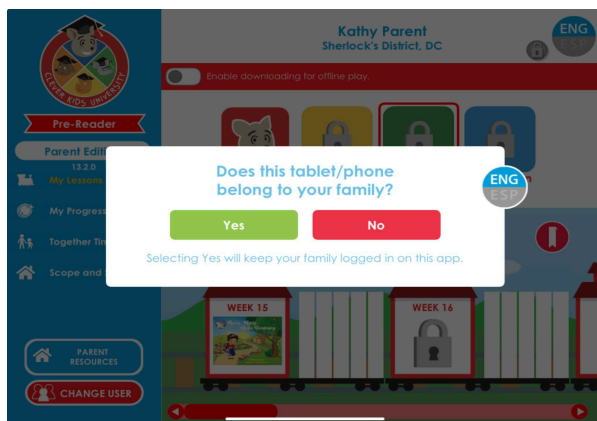 CLEVER KIDS UNIVERSITY
Pre-Reader
Parent Editi
13.2.0
My Lessons
My Progress
Together Tim
Scope and
PARENT
RESOURCES
CHANGE USER
Kathy Parent
Sherlock's District, DC
ENG
ESP
Enable downloading for offline play.
Does this tablet/phone
belong to your family?
ENG
ESP
Yes
No
Selecting Yes will keep your family logged in on this app.
WEEK 15
WEEK 16